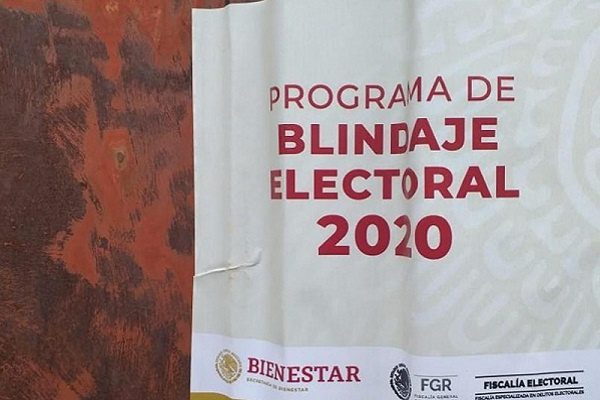 PROGRAMA DE
BLINDAJE
ELECTORAL
2020
BIENESTAR
SECRETARÍA DE BIENESTAR
FGR
FISCALÍA GENERAL
FISCALÍA ELECTORAL
FISCALÍA ESPECIALIZADA EN DELITOS ELECTORALES